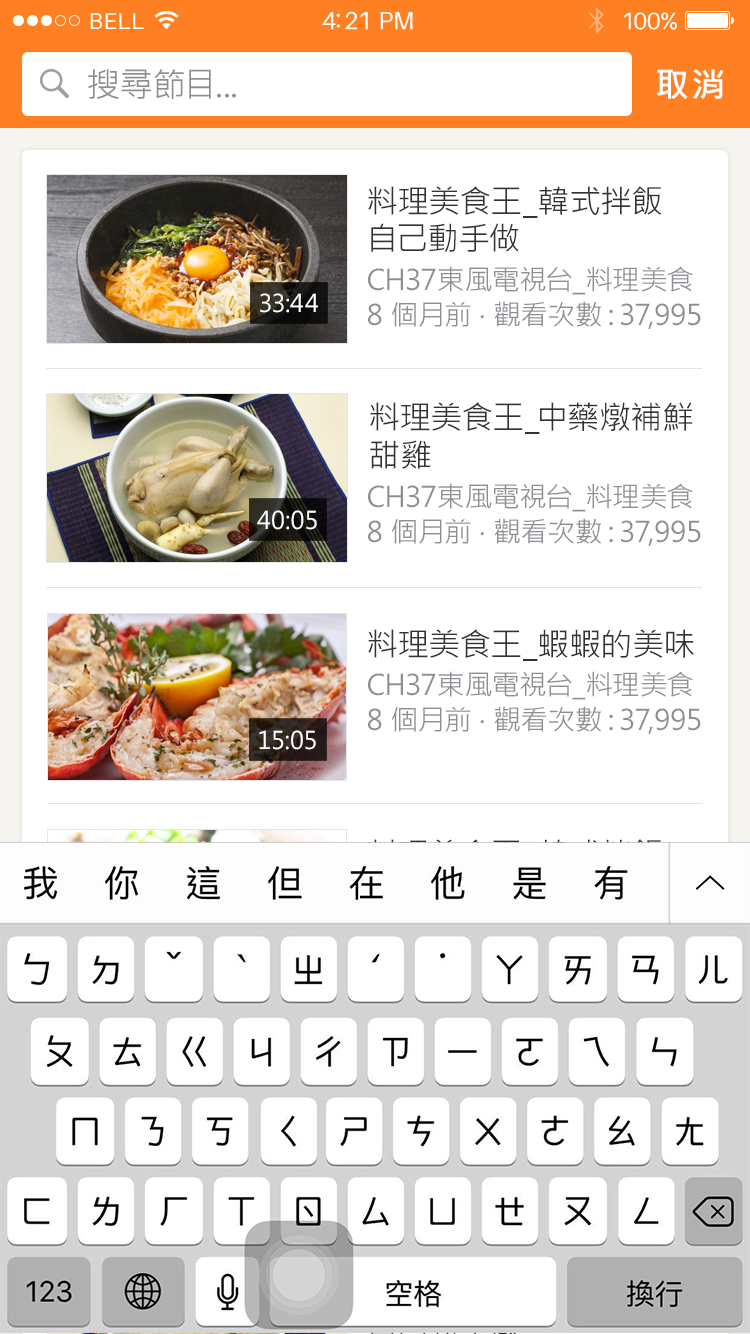 BELL 4:21 PM 100%
搜尋節目... 取消
料理美食王_韓式拌飯
自己動手做
CH37東風電視台_料理美食
8 個月前 · 觀看次數 : 37,995
33:44
料理美食王_中藥燉補鮮
甜雞
CH37東風電視台_料理美食
8 個月前 · 觀看次數 : 37,995
40:05
料理美食王_蝦蝦的美味
CH37東風電視台_料理美食
8 個月前 · 觀看次數 : 37,995
15:05
我 你 這 但 在 他 是 有
ㄅ ㄉ ˇ ˋ ㄓ ˊ ˙ ㄚ ㄞ ㄢ ㄦ
ㄆ ㄊ ㄍ ㄐ ㄔ ㄗ ㄧ ㄛ ㄟ ㄣ
ㄇ ㄋ ㄎ ㄑ ㄕ ㄘ ㄨ ㄜ ㄠ ㄤ
ㄈ ㄌ ㄏ ㄒ ㄖ ㄙ ㄩ ㄝ ㄡ ㄥ
123 空格 換行